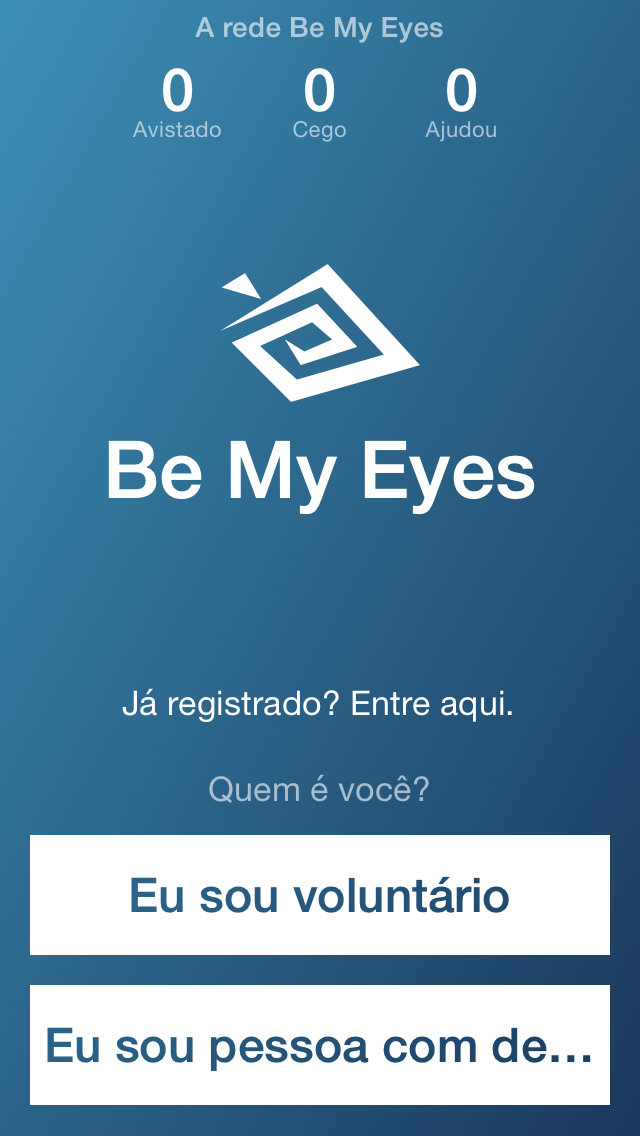 A rede Be My Eyes
0 0 0
Avistado Cego Ajudou
Be My Eyes
Já registrado? Entre aqui.
Quem é você?
Eu sou voluntário
Eu sou pessoa com de...